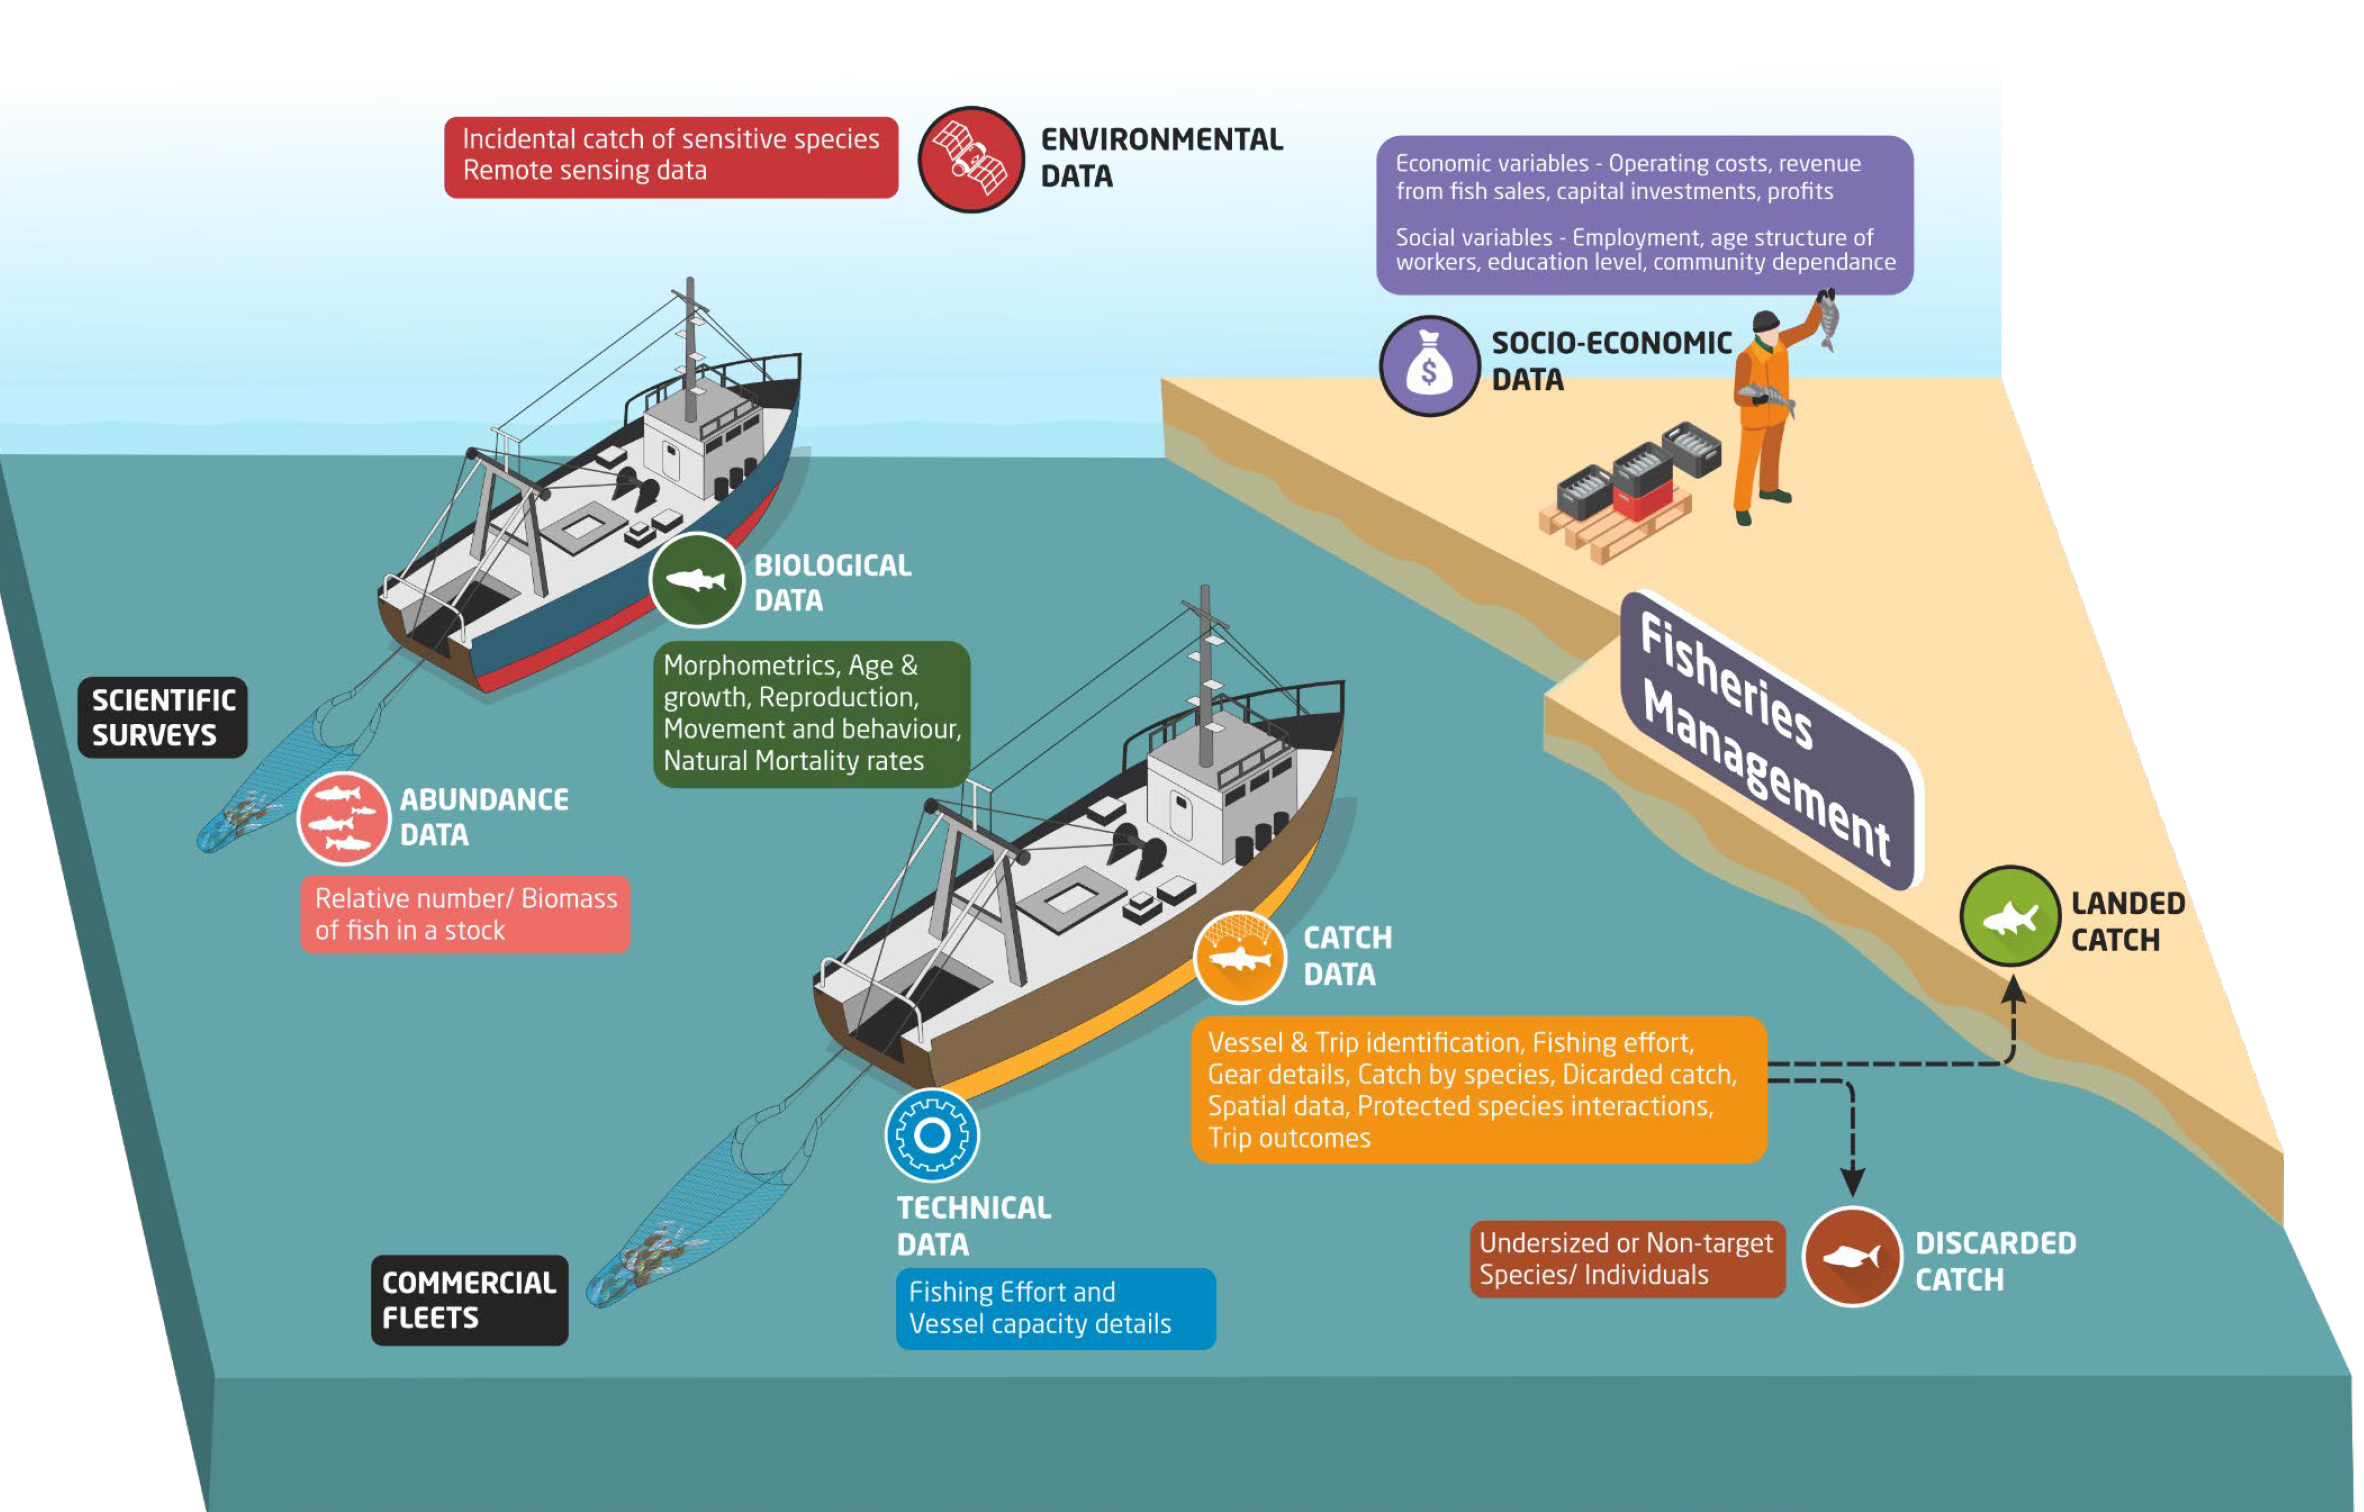 Incidental catch of sensitive species
Remote sensing data
ENVIRONMENTAL
DATA
Economic variables - Operating costs, revenue
from fish sales, capital investments, profits
Social variables - Employment, age structure of
workers, education level, community dependance
$
SOCIO-ECONOMIC
DATA
BIOLOGICAL
DATA
Morphometrics, Age &
growth, Reproduction,
Movement and behaviour,
Natural Mortality rates
SCIENTIFIC
SURVEYS
ABUNDANCE
DATA
Relative number/ Biomass
of fish in a stock
Fisheries
Management
LANDED
CATCH
CATCH
DATA
Vessel & Trip identification, Fishing effort,
Gear details, Catch by species, Dicarded catch,
Spatial data, Protected species interactions,
Trip outcomes
TECHNICAL
DATA
Fishing Effort and
Vessel capacity details
COMMERCIAL
FLEETS
Undersized or Non-target
Species/ Individuals
DISCARDED
CATCH